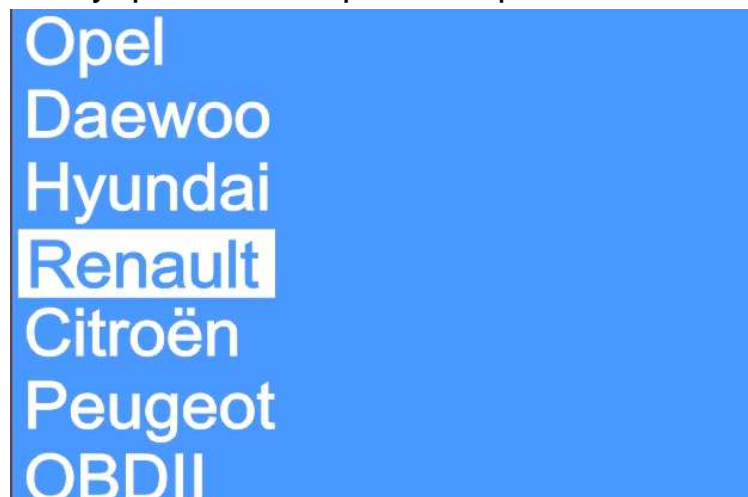 Opel
Daewoo
Hyundai
Renault
Citroën
Peugeot
OBDII